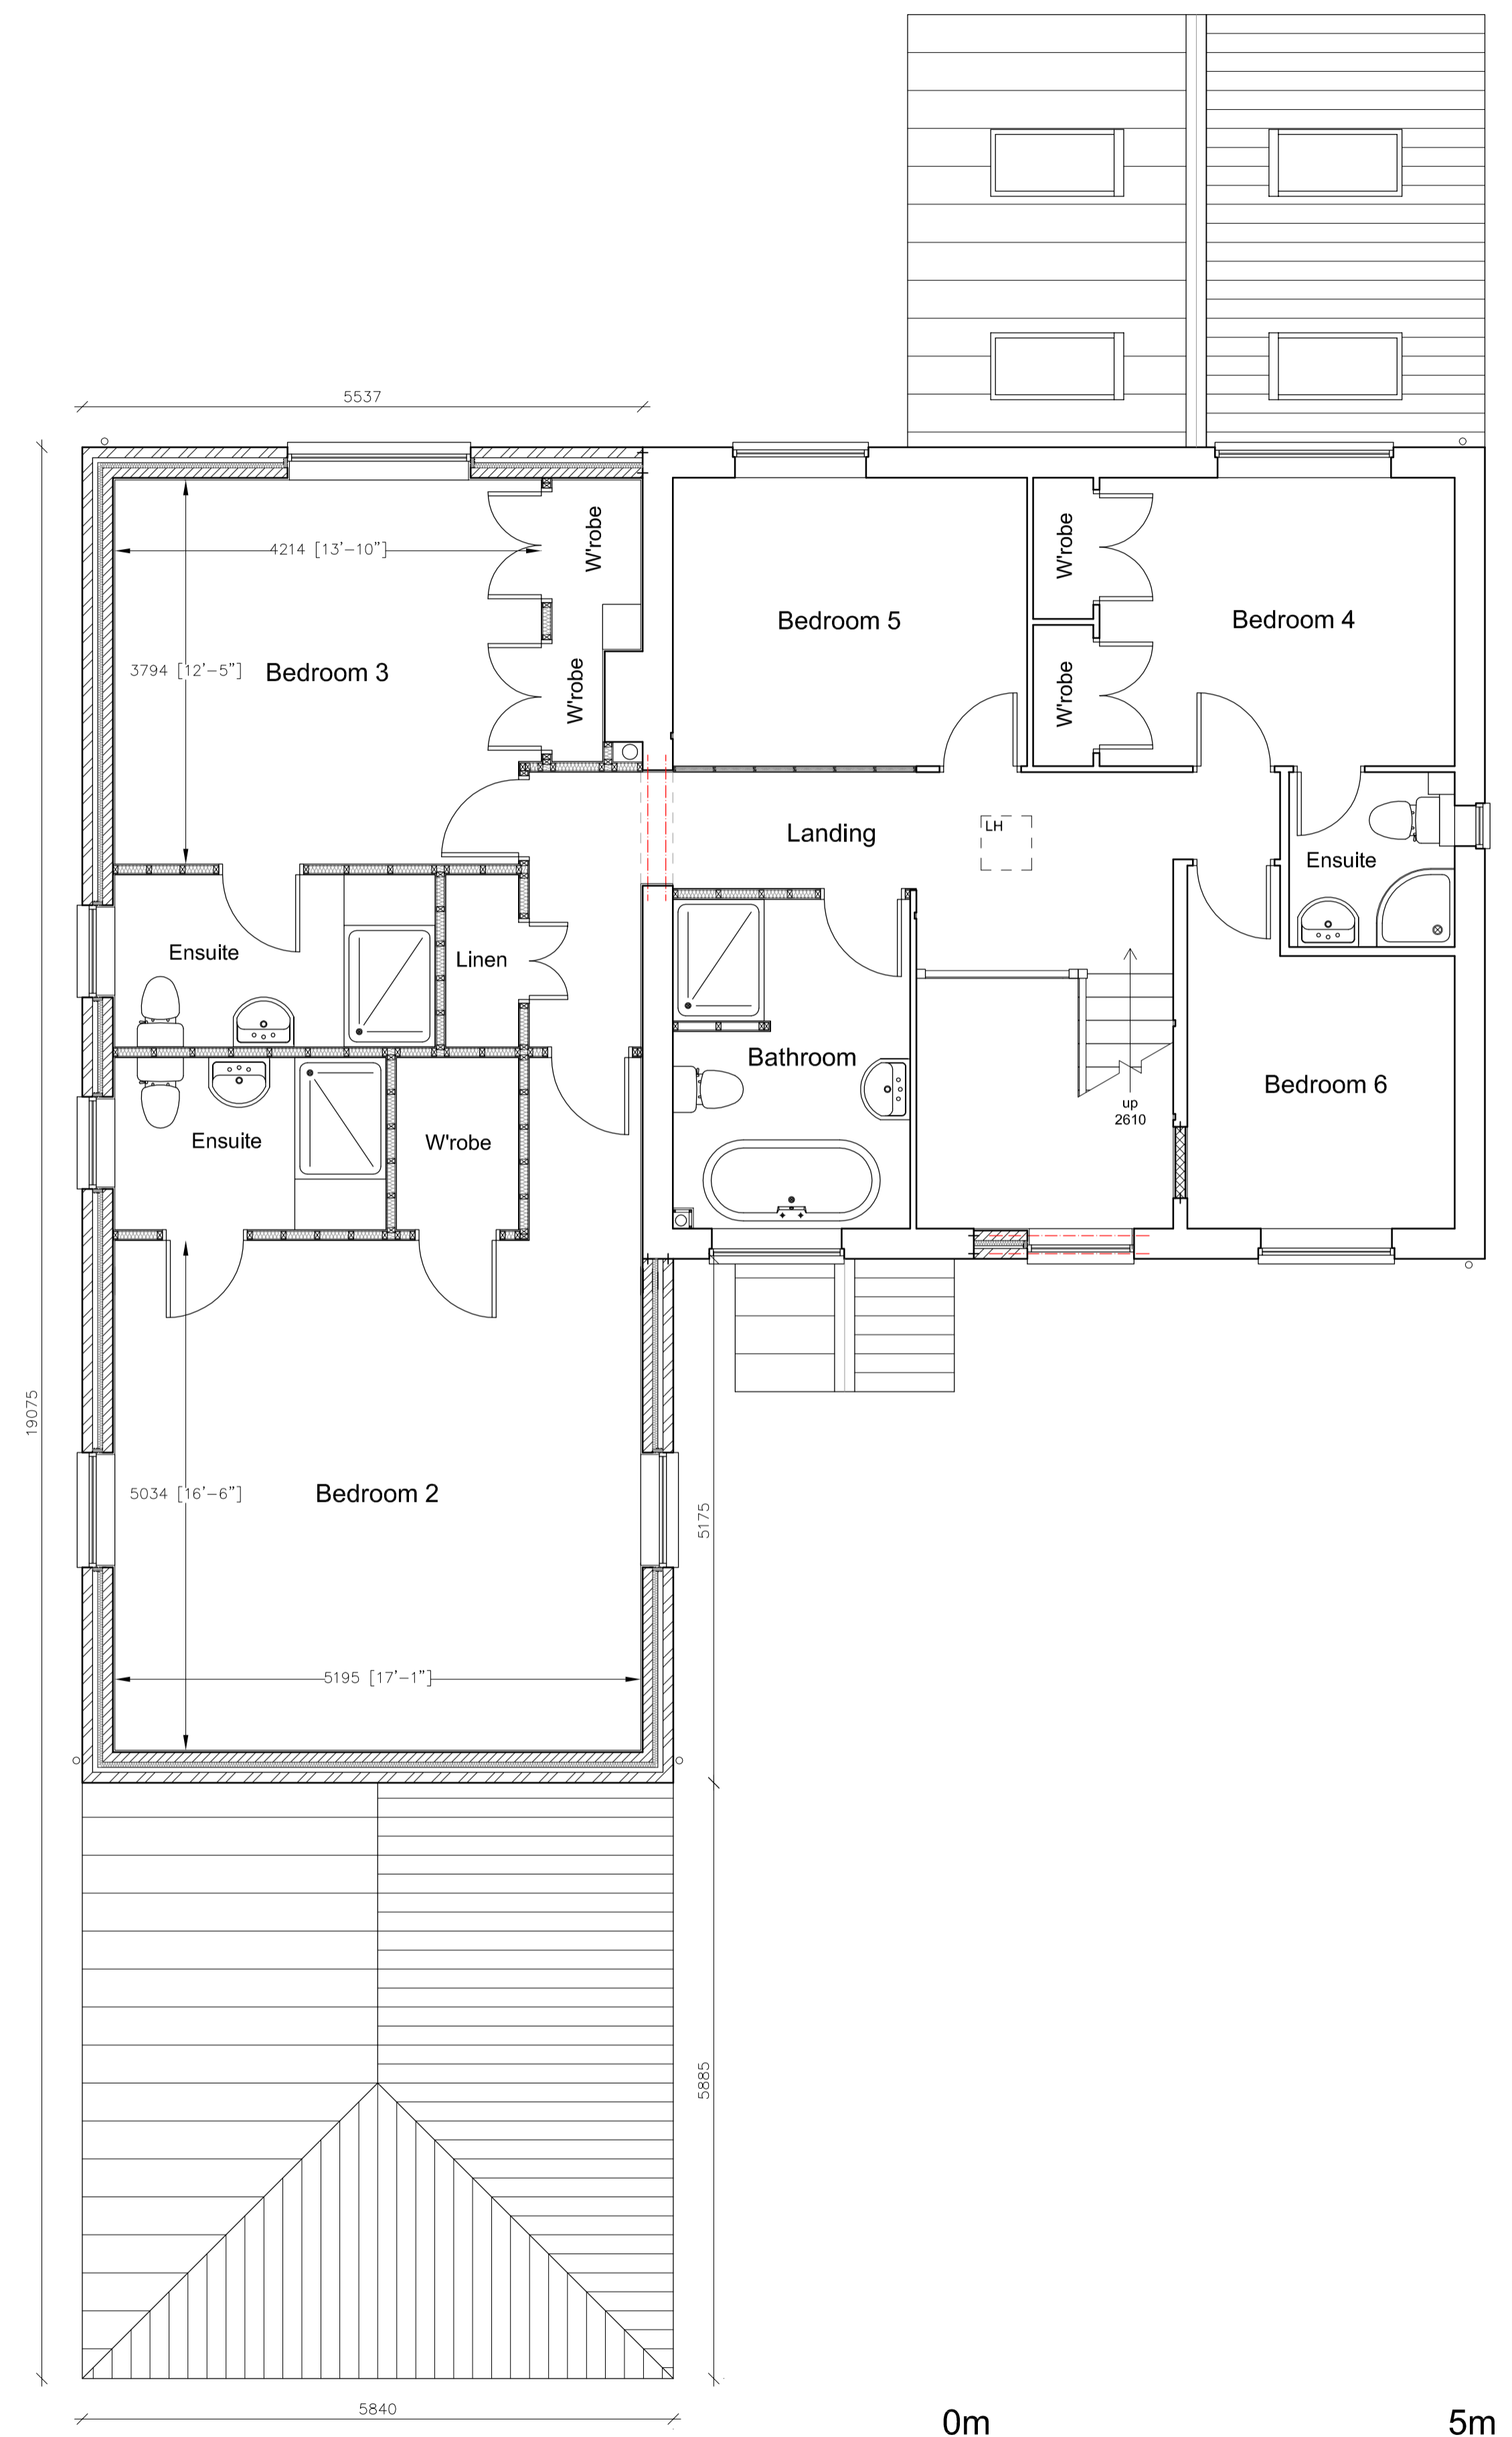 5537
W'robe
4214 [13'-10"]
W'robe
W'robe
Bedroom 5
Bedroom 4
3794 [12'-5"]
Bedroom 3
W'robe
Landing
LH
Ensuite
Ensuite
Linen
Bathroom
Bedroom 6
up
2610
Ensuite
W'robe
19075
5034 [16'-6"]
Bedroom 2
5175
5195 [17'-1"]
5885
5840
0m
5m